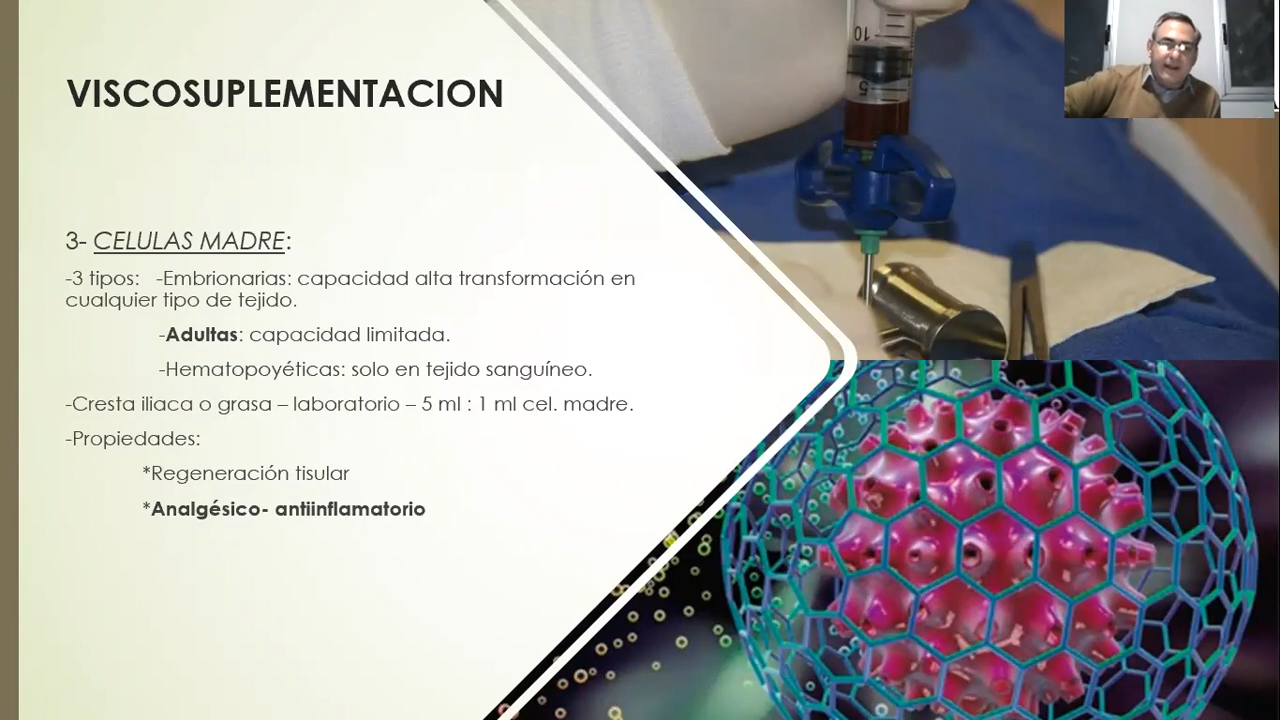 VISCOSUPLEMENTACION
3- CELULAS MADRE:
-3 tipos: -Embrionarias: capacidad alta transformación en
cualquier tipo de tejido.
-Adultas: capacidad limitada.
-Hematopoyéticas: solo en tejido sanguíneo.
-Cresta iliaca o grasa – laboratorio – 5 ml : 1 ml cel. madre.
-Propiedades:
*Regeneración tisular
*Analgésico- antiinflamatorio
10
5